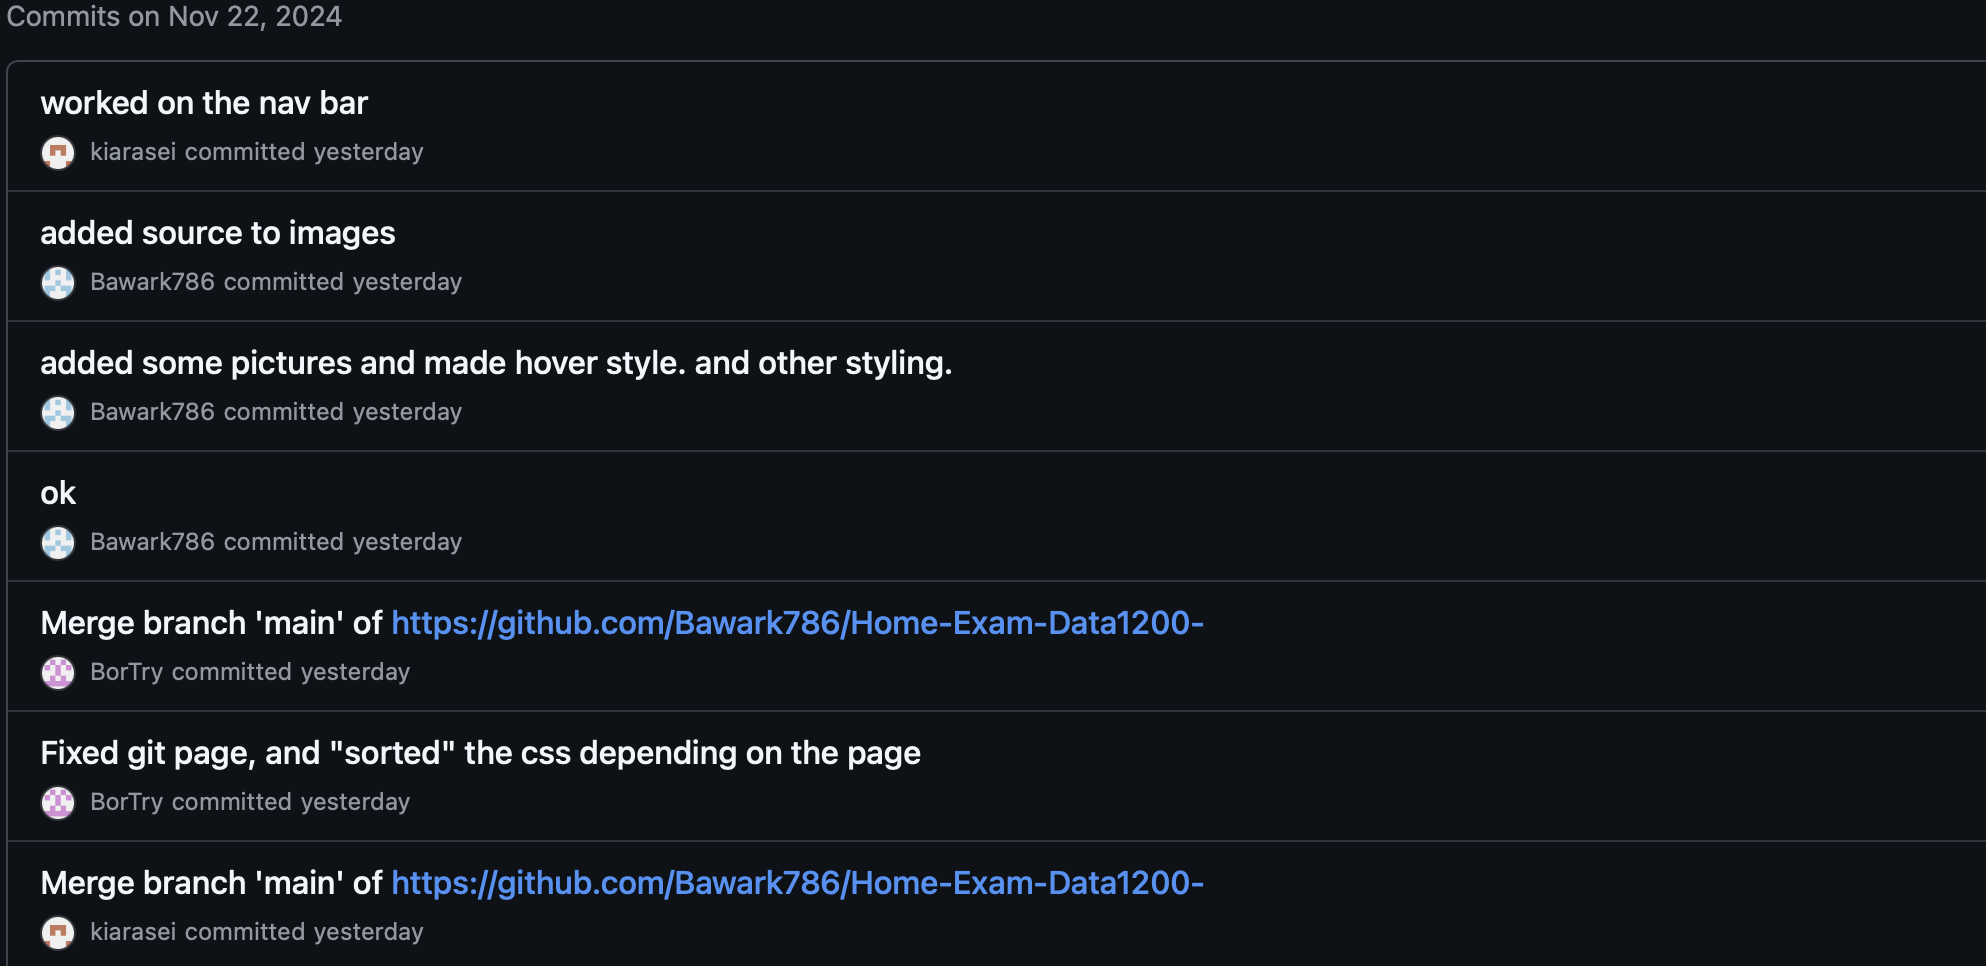 Commits on Nov 22, 2024
worked on the nav bar
kiarasei committed yesterday
added source to images
Bawark786 committed yesterday
added some pictures and made hover style. and other styling.
Bawark786 committed yesterday
ok
Bawark786 committed yesterday
Merge branch 'main' of https://github.com/Bawark786/Home-Exam-Data1200-
BorTry committed yesterday
Fixed git page, and "sorted" the css depending on the page
BorTry committed yesterday
Merge branch 'main' of https://github.com/Bawark786/Home-Exam-Data1200-
kiarasei committed yesterday